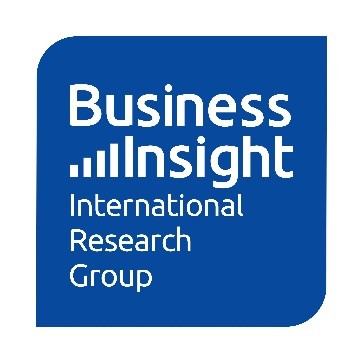 Business
Insight
International
Research
Group